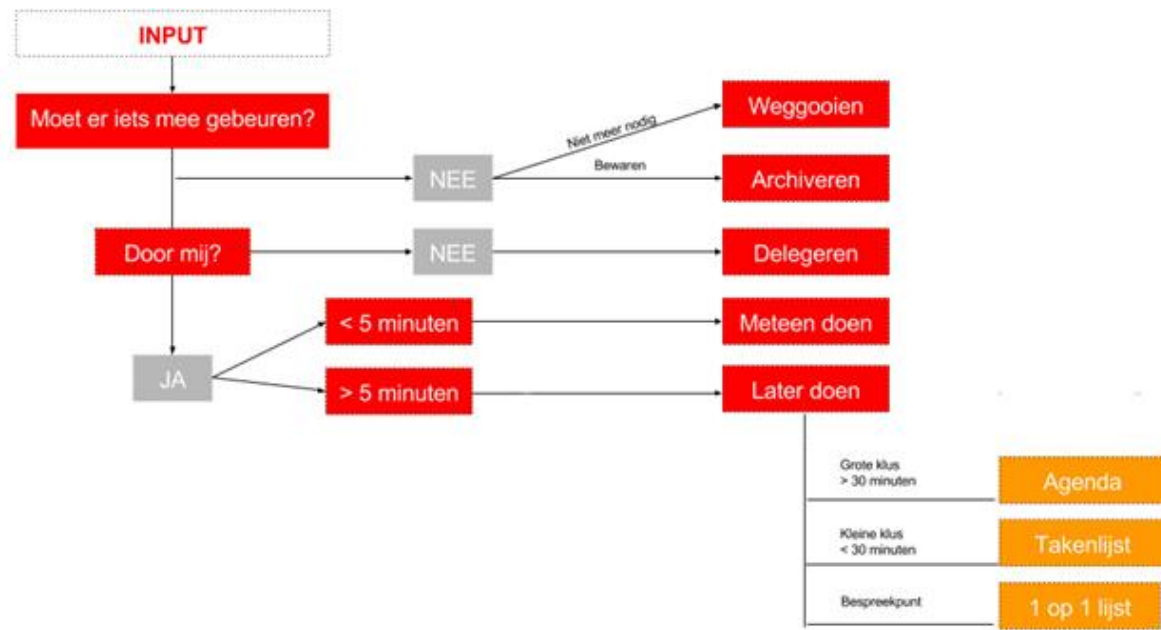 INPUT
Moet er iets mee gebeuren?
Weggooien
Niet meer nodig
NEE
Bewaren
Archiveren
Door mij?
NEE
Delegeren
< 5 minuten
Meteen doen
JA
> 5 minuten
Later doen
Grote klus
> 30 minuten
Agenda
Kleine klus
< 30 minuten
Takenlijst
Bespreekpunt
1 op 1 lijst